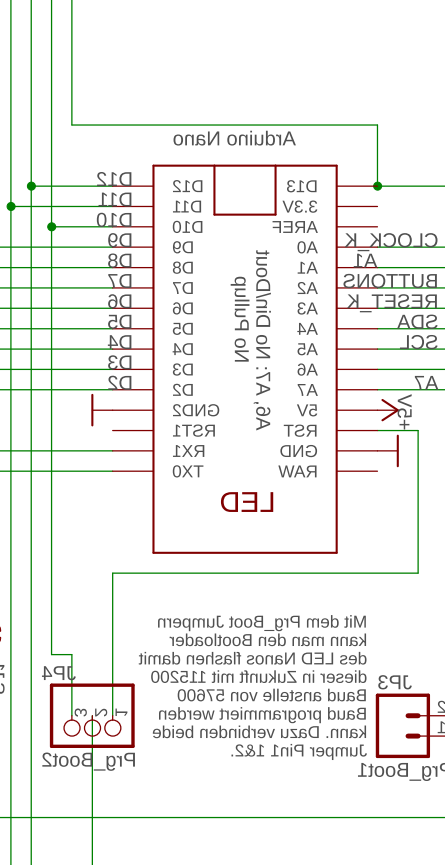 Arduino Nano
D13 D12 D12
3.3V D11 D11
AREF D10 D10
CLOCK_K A0 D9 D9
A1 A1 D8 D8
BUTTONS A2 D7 D7
RESET_K A3 D6 D6
SDA A4 D5 D5
SCL A5 D4 D4
A6 D3 D3
A7 A7 D2 D2
+5V 5V GND2
RST RST1
GND RX1
RAW TX0
A6, A7: No Din/Dout
No Pullup
LED
Mit dem Prg_Boot Jumpern
kann man den Bootloader
des LED Nanos flashen damit
dieser in Zukunft mit 115200
Baud anstelle von 57600
Baud programmiert werden
kann. Dazu verbinden beide
Jumper Pin1 1&2.
JP3
2
1
Prg_Boot1
JP4
1
2
3
Prg_Boot2